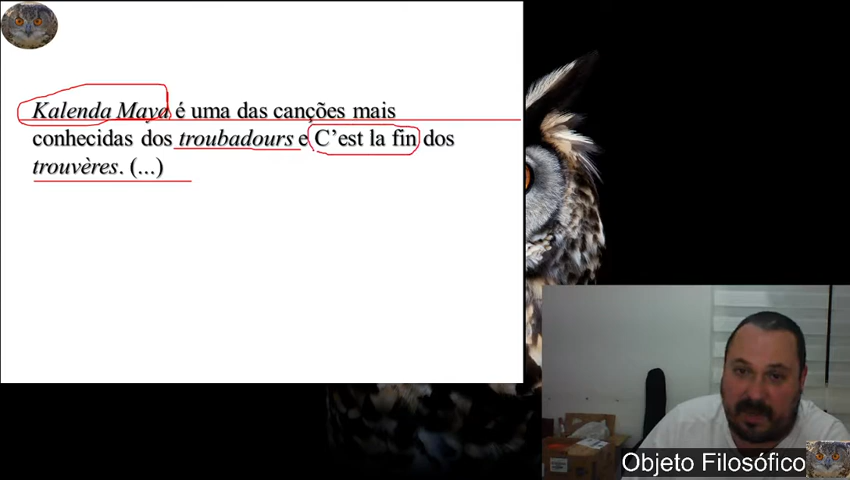 Kalenda Maya é uma das canções mais
conhecidas dos troubadours e C’est la fin dos
trouvères. (...)
Objeto Filosófico